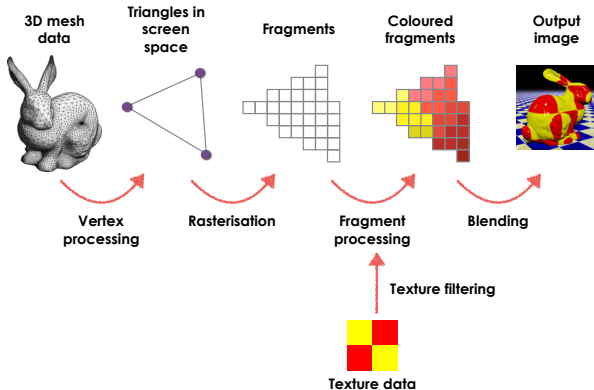 3D mesh
data
Triangles in
screen
space
Fragments
Coloured
fragments
Output
image
Vertex
processing
Rasterisation
Fragment
processing
Blending
Texture filtering
Texture data